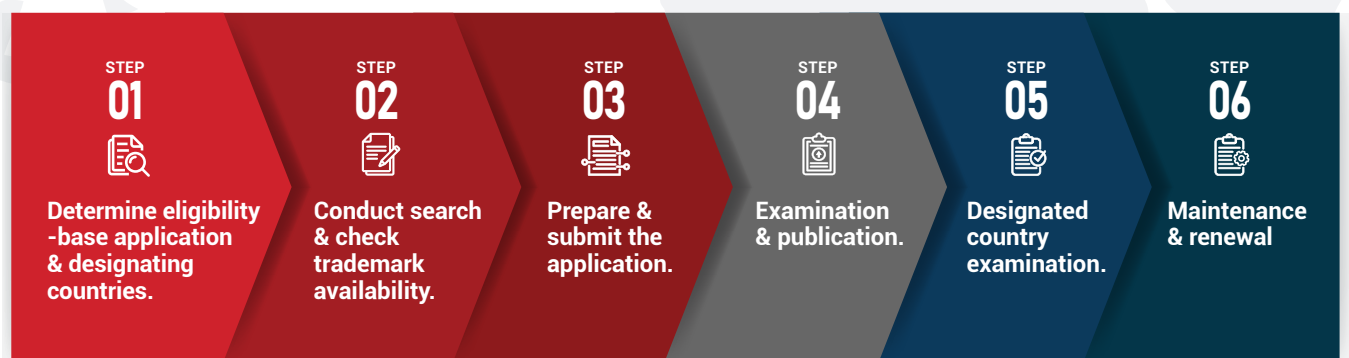 STEP
01
Determine eligibility
-base application
& designating
countries.
STEP
02
Conduct search
& check
trademark
availability.
STEP
03
Prepare &
submit the
application.
STEP
04
Examination
& publication.
STEP
05
Designated
country
examination.
STEP
06
Maintenance
& renewal